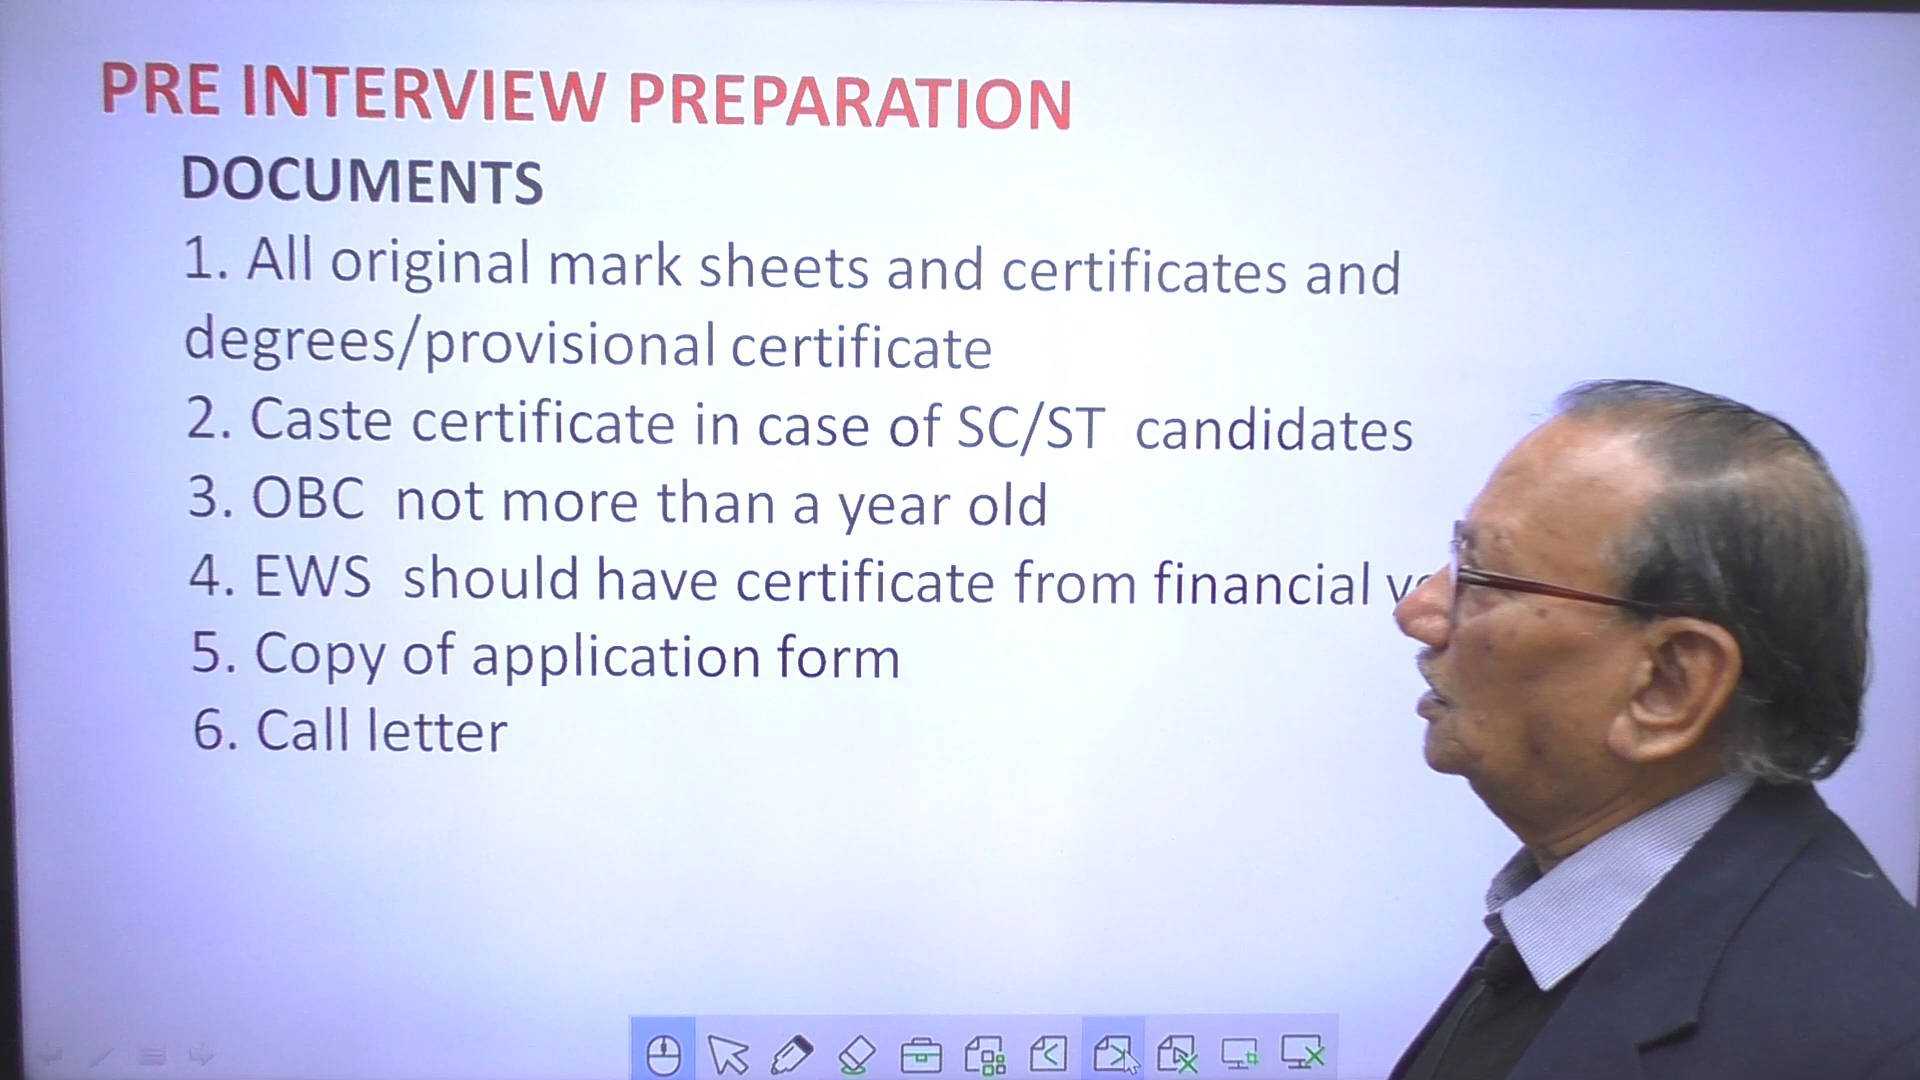 PRE INTERVIEW PREPARATION
DOCUMENTS
1. All original mark sheets and certificates and
degrees/provisional certificate
2. Caste certificate in case of SC/ST candidates
3. OBC not more than a year old
4. EWS should have certificate from financial
5. Copy of application form
6. Call letter